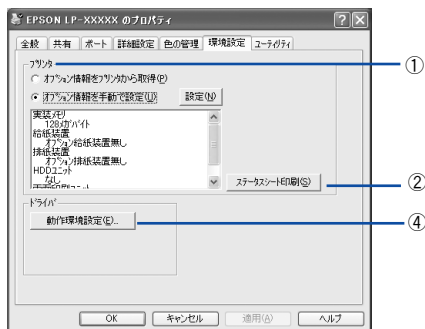 EPSON LP-XXXXX のプロパティ
全般 共有 ポート 詳細設定 色の管理 環境設定 ユーティリティ
プリンタ
①
オプション情報をプリンタから取得(P)
オプション情報を手動で設定(U) 設定(N)
実装メモリ
128メガバイト
給紙装置
オプション給紙装置無し
排紙装置
オプション排紙装置無し
HDDユニット
なし
ステータスシート印刷(S)
②
ドライバ
動作環境設定(E)...
④
OK キャンセル 適用(A) ヘルプ